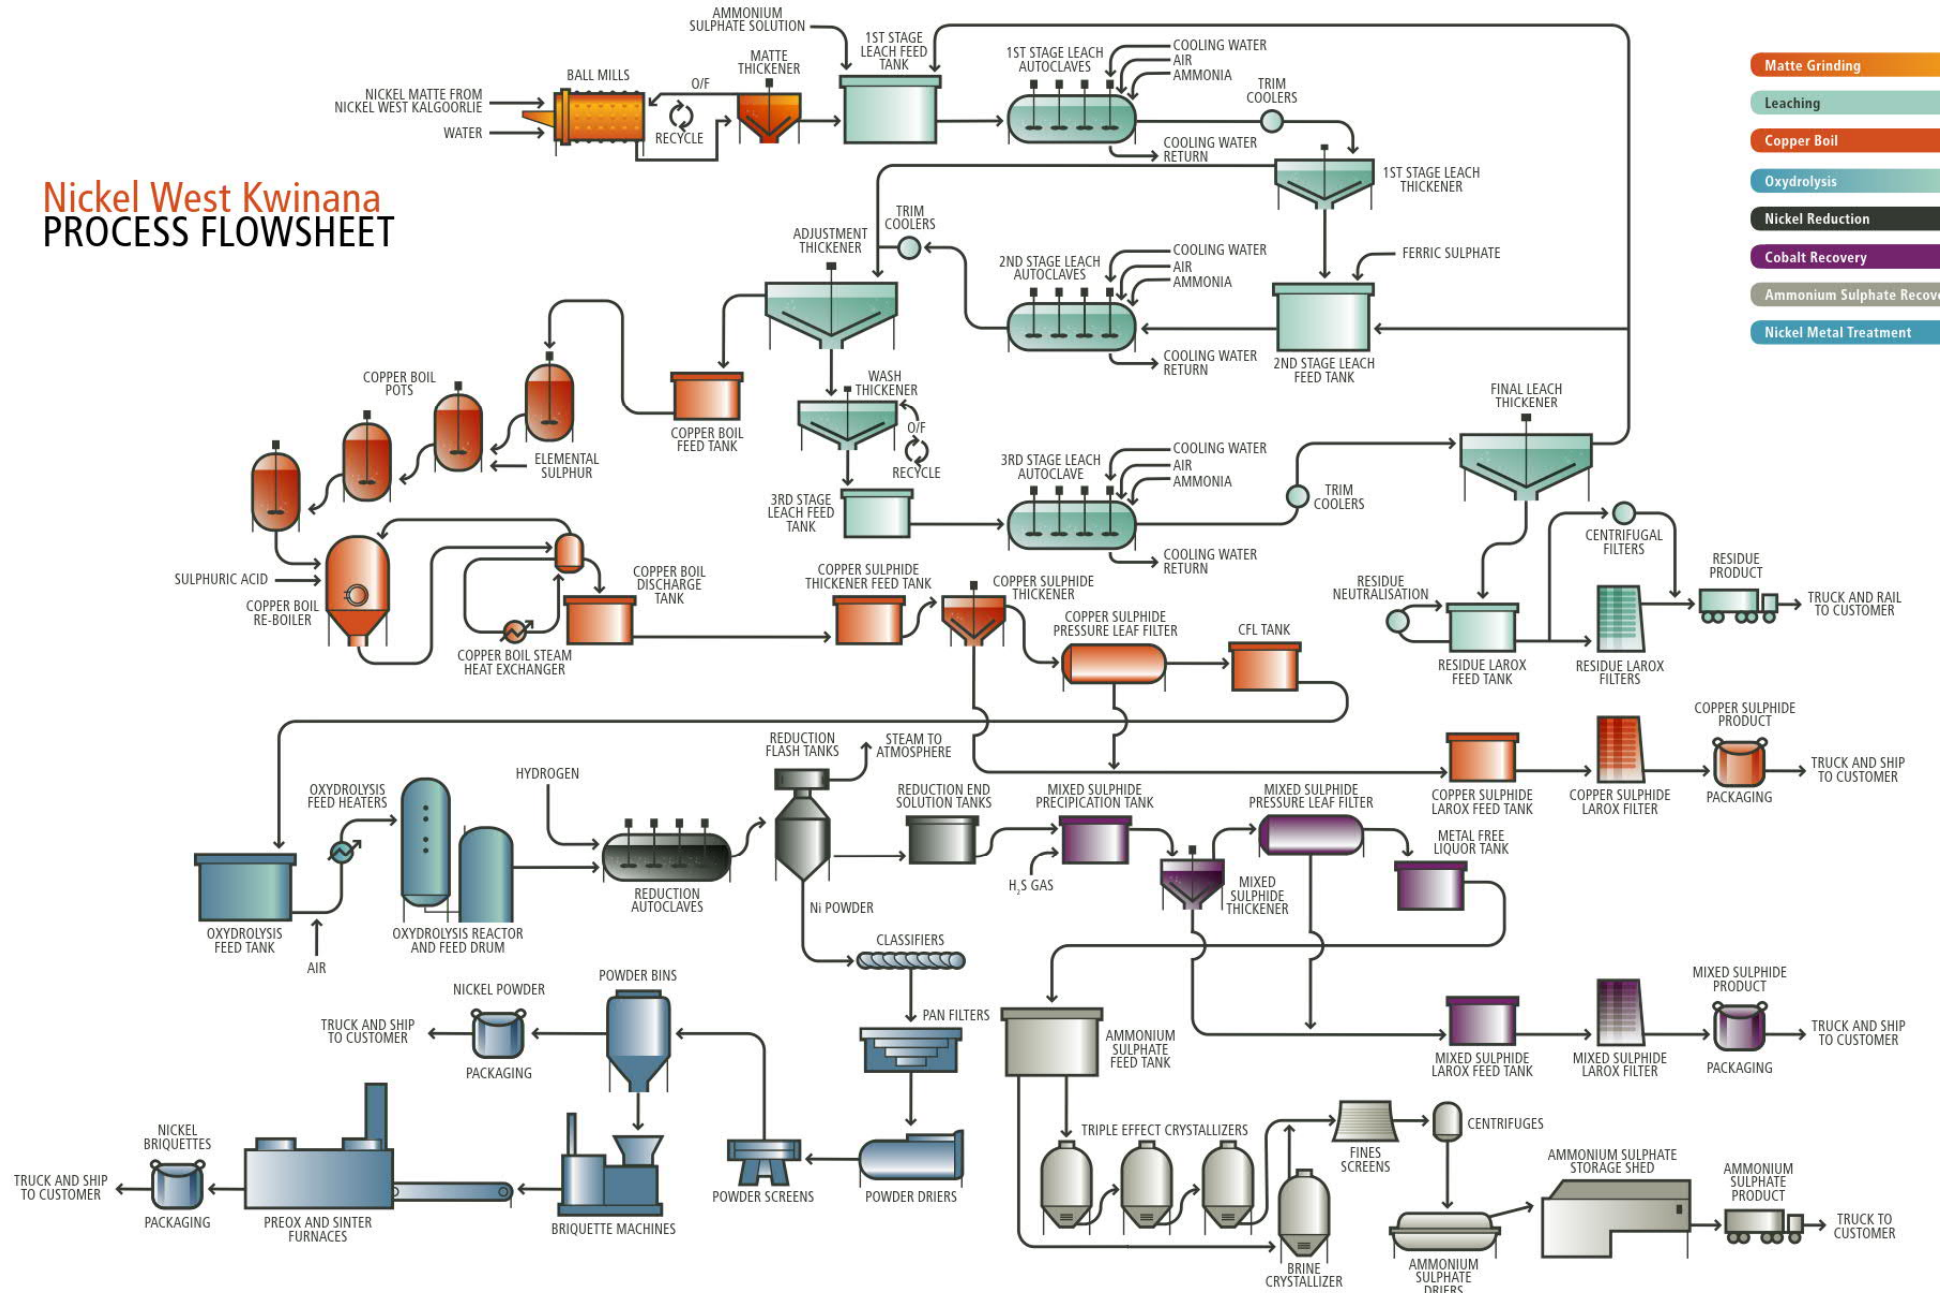 Nickel West Kwinana
PROCESS FLOWSHEET
AMMONIUM
SULPHATE SOLUTION
1ST STAGE
LEACH FEED
TANK
1ST STAGE LEACH
AUTOCLAVES
COOLING WATER
AIR
AMMONIA
TRIM
COOLERS
BALL MILLS
O/F
MATTE
THICKENER
NICKEL MATTE FROM
NICKEL WEST KALGOORLIE
WATER
RECYCLE
COOLING WATER
RETURN
1ST STAGE LEACH
THICKENER
Matte Grinding
Leaching
Copper Boil
Oxydrolysis
Nickel Reduction
Cobalt Recovery
Ammonium Sulphate Recov
Nickel Metal Treatment
TRIM
COOLERS
ADJUSTMENT
THICKENER
2ND STAGE LEACH
AUTOCLAVES
COOLING WATER
AIR
AMMONIA
FERRIC SULPHATE
COOLING WATER
RETURN
2ND STAGE LEACH
FEED TANK
COPPER BOIL
POTS
WASH
THICKENER
O/F
RECYCLE
COPPER BOIL
FEED TANK
ELEMENTAL
SULPHUR
FINAL LEACH
THICKENER
3RD STAGE LEACH
AUTOCLAVE
COOLING WATER
AIR
AMMONIA
TRIM
COOLERS
3RD STAGE
LEACH FEED
TANK
COOLING WATER
RETURN
CENTRIFUGAL
FILTERS
RESIDUE
PRODUCT
RESIDUE
NEUTRALISATION
TRUCK AND RAIL
TO CUSTOMER
RESIDUE LAROX
FEED TANK
RESIDUE LAROX
FILTERS
SULPHURIC ACID
COPPER BOIL
RE-BOILER
COPPER BOIL STEAM
HEAT EXCHANGER
COPPER BOIL
DISCHARGE
TANK
COPPER SULPHIDE
THICKENER FEED TANK
COPPER SULPHIDE
THICKENER
COPPER SULPHIDE
PRESSURE LEAF FILTER
CFL TANK
COPPER SULPHIDE
PRODUCT
TRUCK AND SHIP
TO CUSTOMER
COPPER SULPHIDE
LAROX FEED TANK
COPPER SULPHIDE
LAROX FILTER
PACKAGING
REDUCTION
FLASH TANKS
STEAM TO
ATMOSPHERE
HYDROGEN
OXYDROLYSIS
FEED HEATERS
REDUCTION END
SOLUTION TANKS
MIXED SULPHIDE
PRECIPICATION TANK
MIXED SULPHIDE
PRESSURE LEAF FILTER
METAL FREE
LIQUOR TANK
H2S GAS
MIXED
SULPHIDE
THICKENER
REDUCTION
AUTOCLAVES
Ni POWDER
OXYDROLYSIS
FEED TANK
OXYDROLYSIS REACTOR
AND FEED DRUM
AIR
CLASSIFIERS
POWDER BINS
NICKEL POWDER
TRUCK AND SHIP
TO CUSTOMER
PACKAGING
PAN FILTERS
AMMONIUM
SULPHATE
FEED TANK
MIXED SULPHIDE
PRODUCT
TRUCK AND SHIP
TO CUSTOMER
MIXED SULPHIDE
LAROX FEED TANK
MIXED SULPHIDE
LAROX FILTER
PACKAGING
NICKEL
BRIQUETTES
TRUCK AND SHIP
TO CUSTOMER
PACKAGING
PREOX AND SINTER
FURNACES
BRIQUETTE MACHINES
POWDER SCREENS
POWDER DRIERS
TRIPLE EFFECT CRYSTALLIZERS
FINES
SCREENS
CENTRIFUGES
AMMONIUM SULPHATE
STORAGE SHED
AMMONIUM
SULPHATE
PRODUCT
TRUCK TO
CUSTOMER
BRINE
CRYSTALLIZER
AMMONIUM
SULPHATE
DRIERS